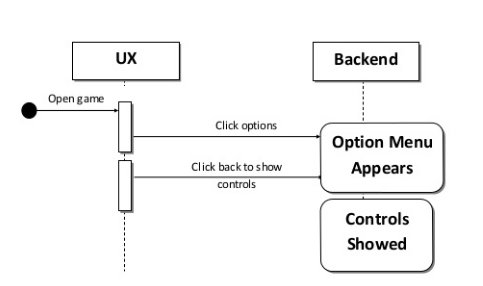 UX
Backend
Open game
Click options
Option Menu
Appears
Click back to show
controls
Controls
Showed